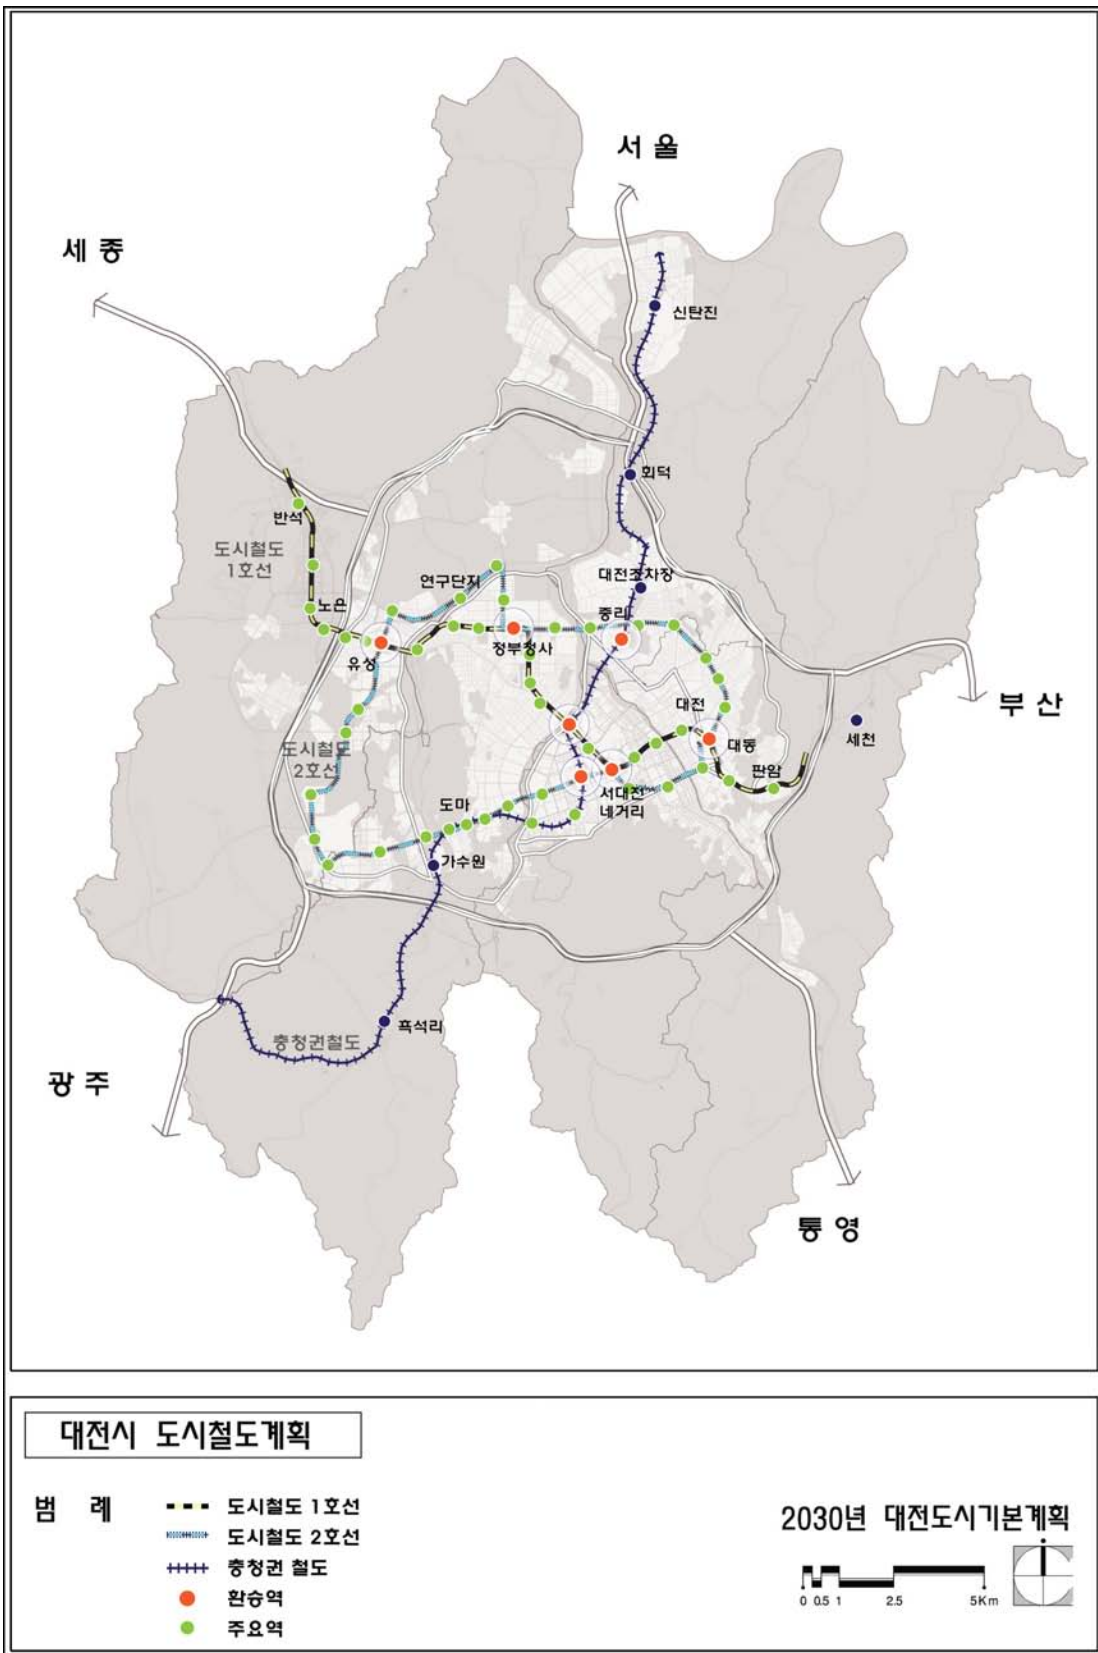 서울
세종
신탄진
회덕
반석
도시철도
1호선
연구단지
대전조차장
노은
중리
유성
정부청사
대전
부산
대동
세천
도시철도
2호선
판암
서대전
네거리
도마
가수원
흑석리
충청권철도
광주
통영
대전시 도시철도계획
범 례
도시철도 1호선
도시철도 2호선
충청권 철도
환승역
주요역
2030년 대전도시기본계획
0 0.5 1 2.5 5Km